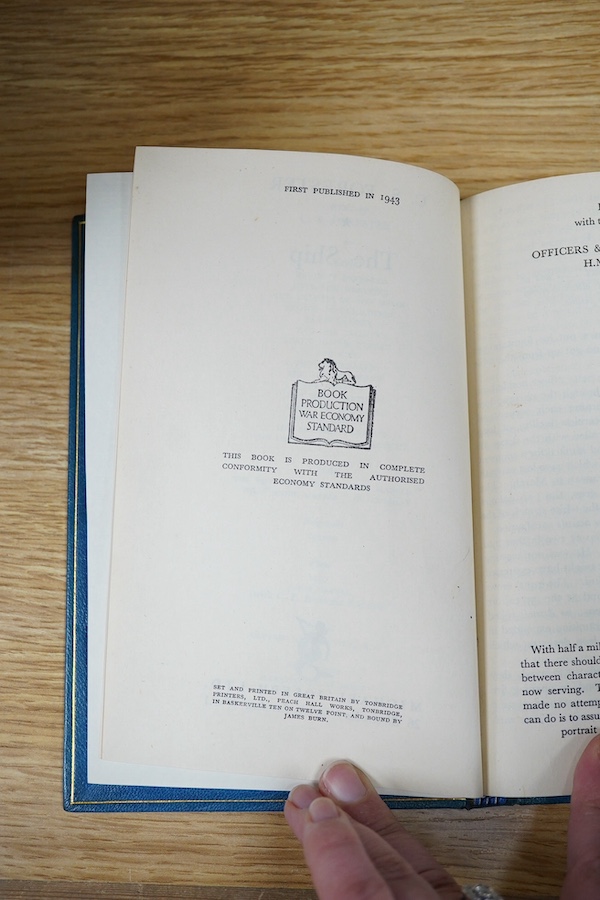 FIRST PUBLISHED IN 1943
The Ship
BOOK
PRODUCTION
WAR ECONOMY
STANDARD
THIS BOOK IS PRODUCED IN COMPLETE
CONFORMITY WITH THE AUTHORISED
ECONOMY STANDARDS
SET AND PRINTED IN GREAT BRITAIN BY TONBRIDGE
PRINTERS, LTD., PEACH HALL WORKS, TONBRIDGE,
IN BASKERVILLE TEN ON TWELVE POINT, AND BOUND BY
JAMES BURN.
with
OFFICERS &
H.M
With half a mil
that there should
between charact
now serving. T
made no attemp
can do is to assu
portrait